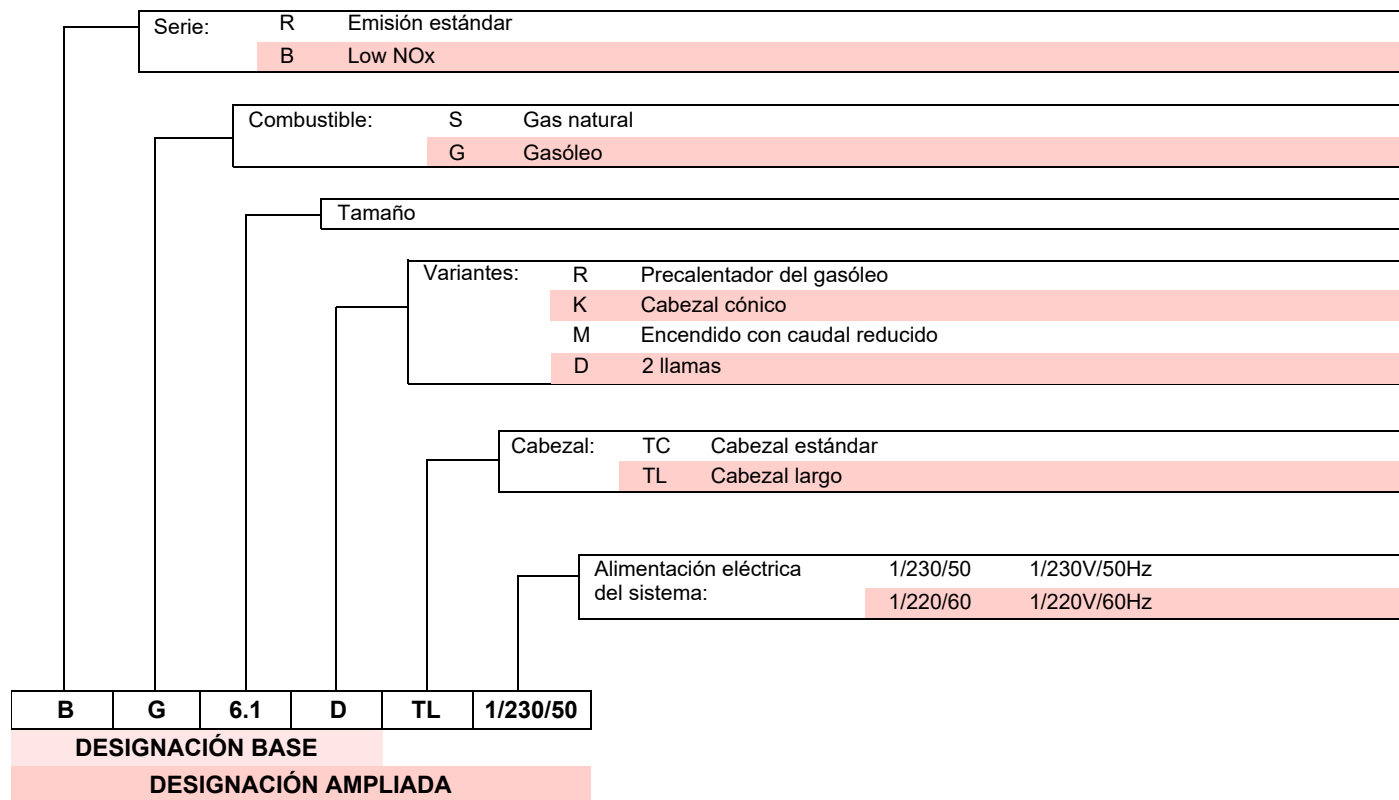 Serie: R Emisión estándar
B Low NOx
Combustible: S Gas natural
G Gasóleo
Tamaño
Variantes: R Precalentador del gasóleo
K Cabezal cónico
M Encendido con caudal reducido
D 2 llamas
Cabezal: TC Cabezal estándar
TL Cabezal largo
Alimentación eléctrica del sistema: 1/230/50 1/230V/50Hz
1/220/60 1/220V/60Hz
B G 6.1 D TL 1/230/50
DESIGNACIÓN BASE
DESIGNACIÓN AMPLIADA